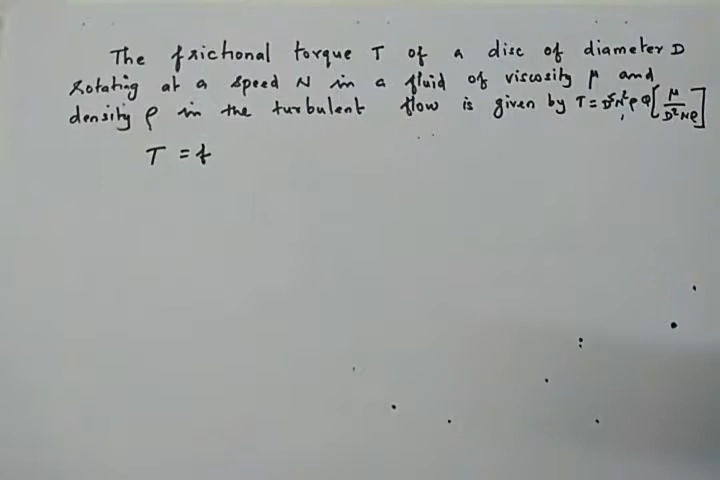 The frictional torque T of a disc of diameter D
rotating at a speed N in a fluid of viscosity μ and
density ρ in the turbulent flow is given by T = D⁵N²ρ φ[μ/D²Nρ]
T = f